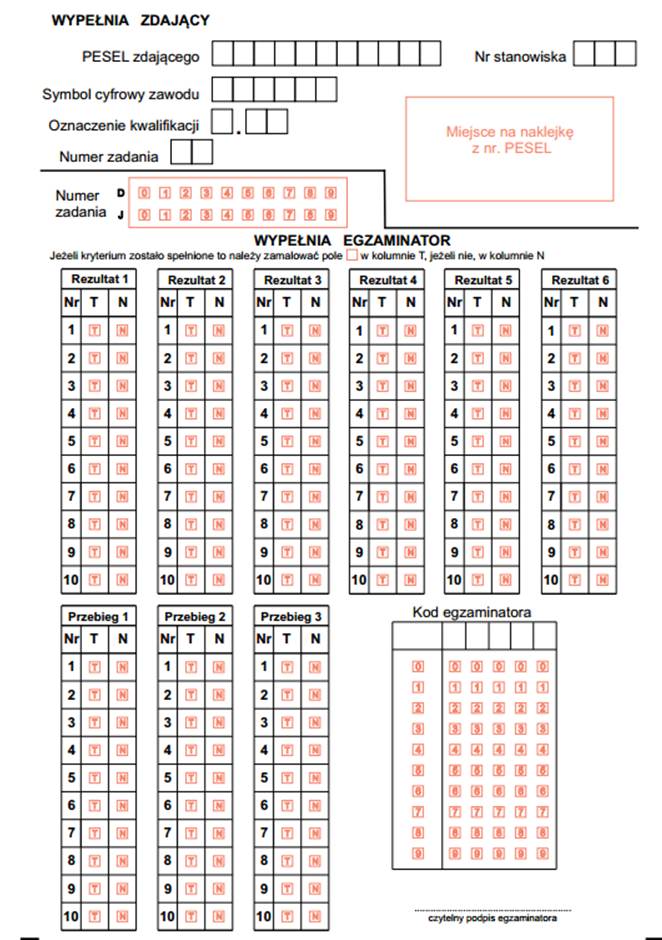 WYPEŁNIA ZDAJĄCY
PESEL zdającego
Nr stanowiska
Symbol cyfrowy zawodu
Oznaczenie kwalifikacji .
Numer zadania
Miejsce na naklejkę
z nr. PESEL
Numer zadania
D 0 1 2 3 4 5 6 7 8 9
J 0 1 2 3 4 5 6 7 8 9
WYPEŁNIA EGZAMINATOR
Jeżeli kryterium zostało spełnione to należy zamalować pole w kolumnie T, jeżeli nie, w kolumnie N
Rezultat 1 Rezultat 2 Rezultat 3 Rezultat 4 Rezultat 5 Rezultat 6
Nr T N Nr T N Nr T N Nr T N Nr T N Nr T N
1 T N 1 T N 1 T N 1 T N 1 T N 1 T N
2 T N 2 T N 2 T N 2 T N 2 T N 2 T N
3 T N 3 T N 3 T N 3 T N 3 T N 3 T N
4 T N 4 T N 4 T N 4 T N 4 T N 4 T N
5 T N 5 T N 5 T N 5 T N 5 T N 5 T N
6 T N 6 T N 6 T N 6 T N 6 T N 6 T N
7 T N 7 T N 7 T N 7 T N 7 T N 7 T N
8 T N 8 T N 8 T N 8 T N 8 T N 8 T N
9 T N 9 T N 9 T N 9 T N 9 T N 9 T N
10 T N 10 T N 10 T N 10 T N 10 T N 10 T N
Przebieg 1 Przebieg 2 Przebieg 3
Nr T N Nr T N Nr T N
1 T N 1 T N 1 T N
2 T N 2 T N 2 T N
3 T N 3 T N 3 T N
4 T N 4 T N 4 T N
5 T N 5 T N 5 T N
6 T N 6 T N 6 T N
7 T N 7 T N 7 T N
8 T N 8 T N 8 T N
9 T N 9 T N 9 T N
10 T N 10 T N 10 T N
Kod egzaminatora
0 0 0 0 0 0
1 1 1 1 1 1
2 2 2 2 2 2
3 3 3 3 3 3
4 4 4 4 4 4
5 5 5 5 5 5
6 6 6 6 6 6
7 7 7 7 7 7
8 8 8 8 8 8
9 9 9 9 9 9
czytelny podpis egzaminatora